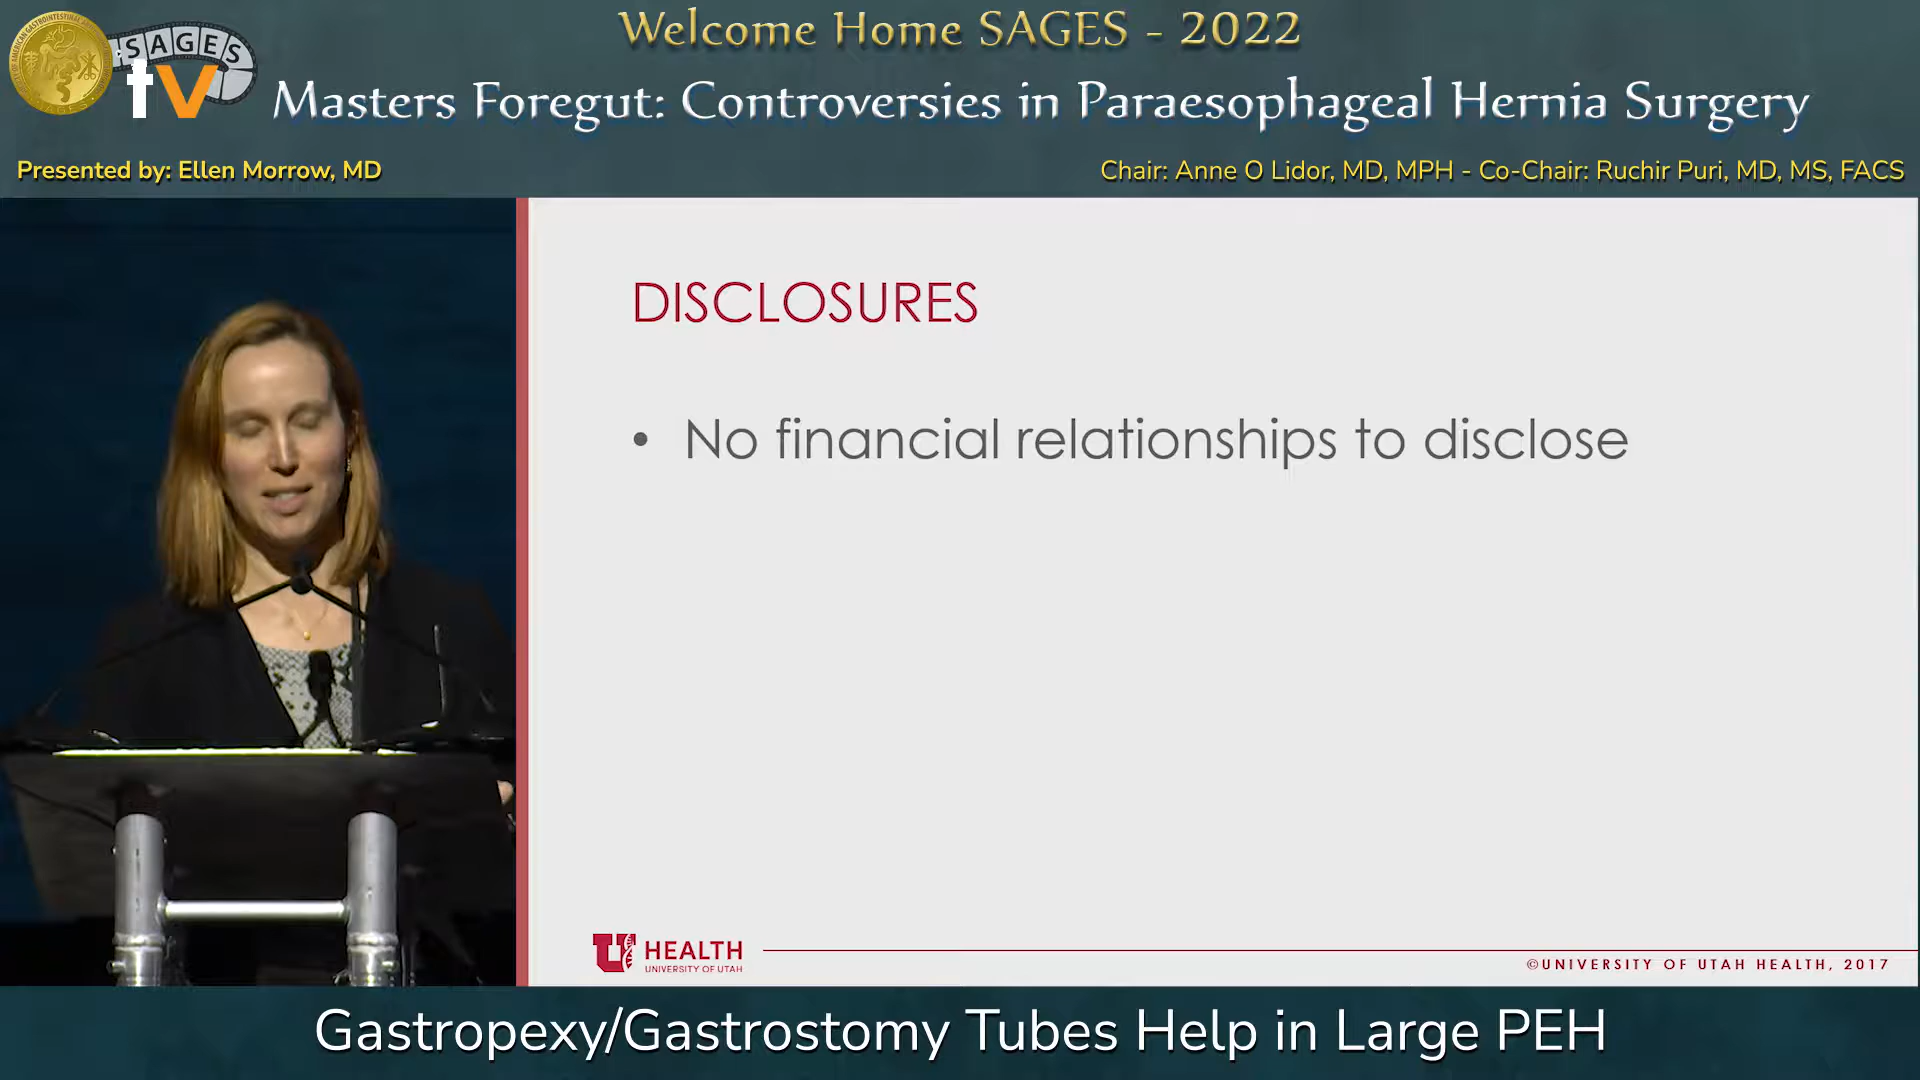 Welcome Home SAGES - 2022
SAGES
tv
Masters Foregut: Controversies in Paraesophageal Hernia Surgery
Presented by: Ellen Morrow, MD
Chair: Anne O Lidor, MD, MPH - Co-Chair: Ruchir Puri, MD, MS, FACS
DISCLOSURES
• No financial relationships to disclose
U HEALTH
UNIVERSITY OF UTAH
©UNIVERSITY OF UTAH HEALTH, 2017
Gastropexy/Gastrostomy Tubes Help in Large PEH